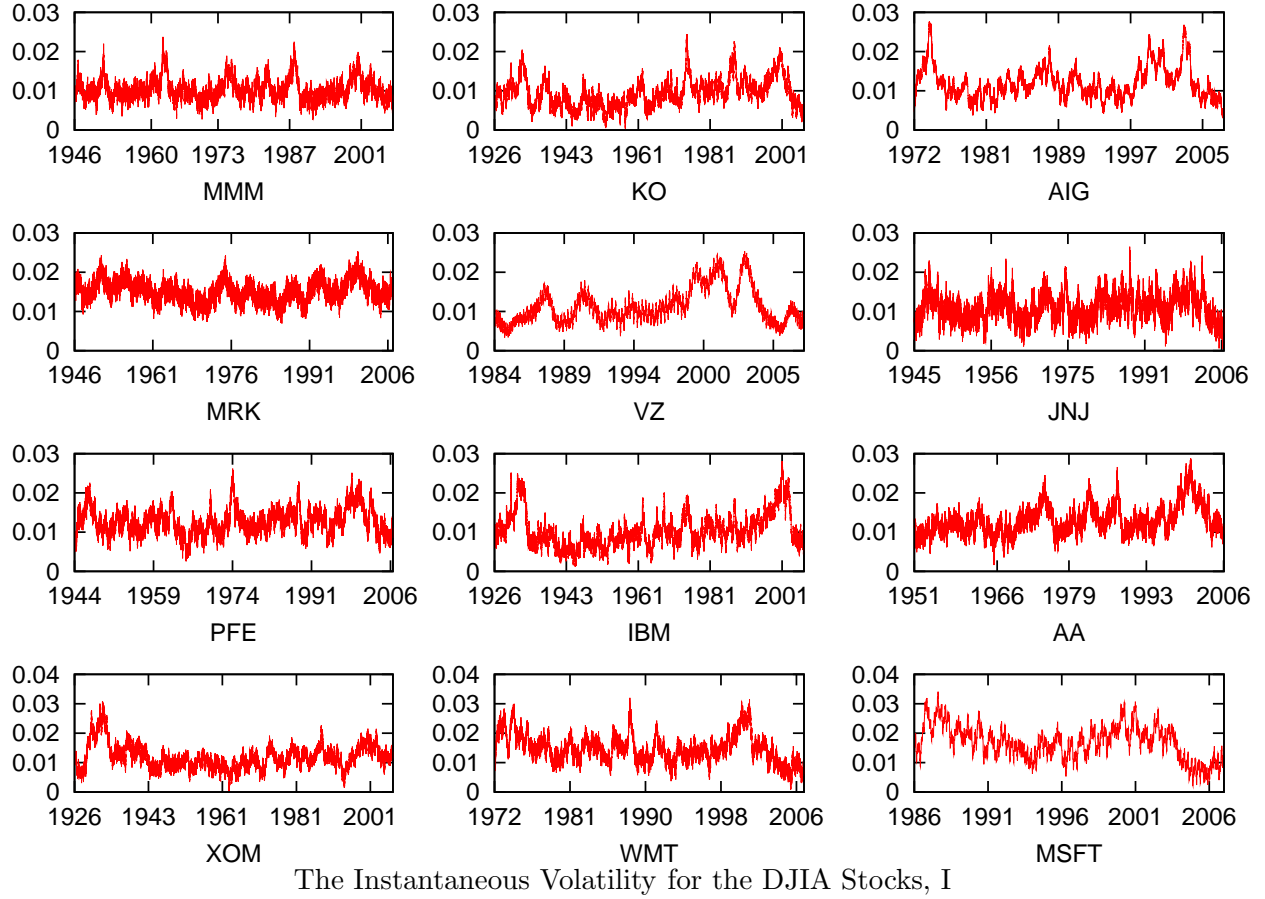 0.03 0.03 0.03
0.02 0.02 0.02
0.01 0.01 0.01
0 0 0
1946 1960 1973 1987 2001 1926 1943 1961 1981 2001 1972 1981 1989 1997 2005
MMM KO AIG
0.03 0.03 0.03
0.02 0.02 0.02
0.01 0.01 0.01
0 0 0
1946 1961 1976 1991 2006 1984 1989 1994 2000 2005 1945 1956 1975 1991 2006
MRK VZ JNJ
0.03 0.03 0.03
0.02 0.02 0.02
0.01 0.01 0.01
0 0 0
1944 1959 1974 1991 2006 1926 1943 1961 1981 2001 1951 1966 1979 1993 2006
PFE IBM AA
0.04 0.04 0.04
0.03 0.03 0.03
0.02 0.02 0.02
0.01 0.01 0.01
0 0 0
1926 1943 1961 1981 2001 1972 1983 1990 1998 2006 1986 1991 1996 2001 2006
XOM WMT MSFT
The Instantaneous Volatility for the DJIA Stocks, I